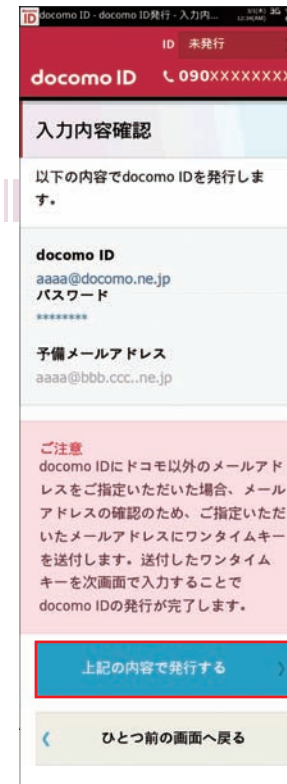 docomo ID - docomo ID発行 - 入力内...
ID 未発行
docomo ID 090XXXXXXXX
入力内容確認
以下の内容でdocomo IDを発行しま
す。
docomo ID
aaaa@docomo.ne.jp
パスワード
********
予備メールアドレス
aaaa@bbb.ccc..ne.jp
ご注意
docomo IDにドコモ以外のメールアド
レスをご指定いただいた場合、メール
アドレスの確認のため、ご指定いただ
いたメールアドレスにワンタイムキー
を送付します。送付したワンタイム
キーを次画面で入力することで
docomo IDの発行が完了します。
上記の内容で発行する
ひとつ前の画面へ戻る